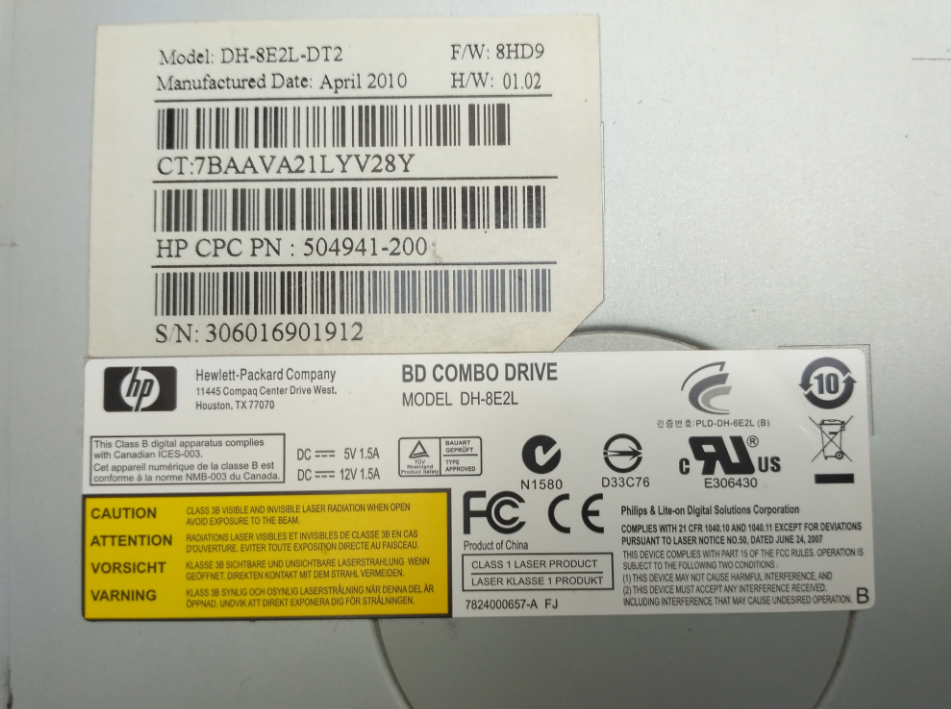 Model: DH-8E2L-DT2 F/W: 8HD9
Manufactured Date: April 2010 H/W: 01.02
CT:7BAAVA21LYV28Y
HP CPC PN : 504941-200
S/N: 306016901912
hp
Hewlett-Packard Company
11445 Compaq Center Drive West,
Houston, TX 77070
BD COMBO DRIVE
MODEL DH-8E2L
인증번호:PLD-DH-6E2L (B)
10
This Class B digital apparatus complies
with Canadian ICES-003.
Cet appareil numérique de la classe B est
conforme à la norme NMB-003 du Canada.
DC 5V 1.5A
DC 12V 1.5A
TÜV
Rheinland
Product Safety
BAUART
GEPRÜFT
TYPE
APPROVED
N1580
D33C76
c RU ® US
E306430
CAUTION CLASS 3B VISIBLE AND INVISIBLE LASER RADIATION WHEN OPEN
AVOID EXPOSURE TO THE BEAM.
ATTENTION RADIATIONS LASER VISIBLES ET INVISIBLES DE CLASSE 3B EN CAS
D'OUVERTURE. EVITER TOUTE EXPOSITION DIRECTE AU FAISCEAU.
VORSICHT KLASSE 3B SICHTBARE UND UNSICHTBARE LASERSTRAHLUNG WENN
GEÖFFNET. DIREKTEN KONTAKT MIT DEM STRAHL VERMEIDEN.
VARNING KLASS 3B SYNLIG OCH OSYNLIG LASERSTRÅLNING NÄR DENNA DEL ÄR
ÖPPNAD. UNDVIK ATT DIREKT EXPONERA DIG FÖR STRÅLNINGEN.
FC CE
Product of China
CLASS 1 LASER PRODUCT
LASER KLASSE 1 PRODUKT
7824000657-A FJ
Philips & Lite-on Digital Solutions Corporation
COMPLIES WITH 21 CFR 1040.10 AND 1040.11 EXCEPT FOR DEVIATIONS
PURSUANT TO LASER NOTICE NO.50, DATED JUNE 24, 2007
THIS DEVICE COMPLIES WITH PART 15 OF THE FCC RULES. OPERATION IS
SUBJECT TO THE FOLLOWING TWO CONDITIONS :
(1) THIS DEVICE MAY NOT CAUSE HARMFUL INTERFERENCE, AND
(2) THIS DEVICE MUST ACCEPT ANY INTERFERENCE RECEIVED.
INCLUDING INTERFERENCE THAT MAY CAUSE UNDESIRED OPERATION. B